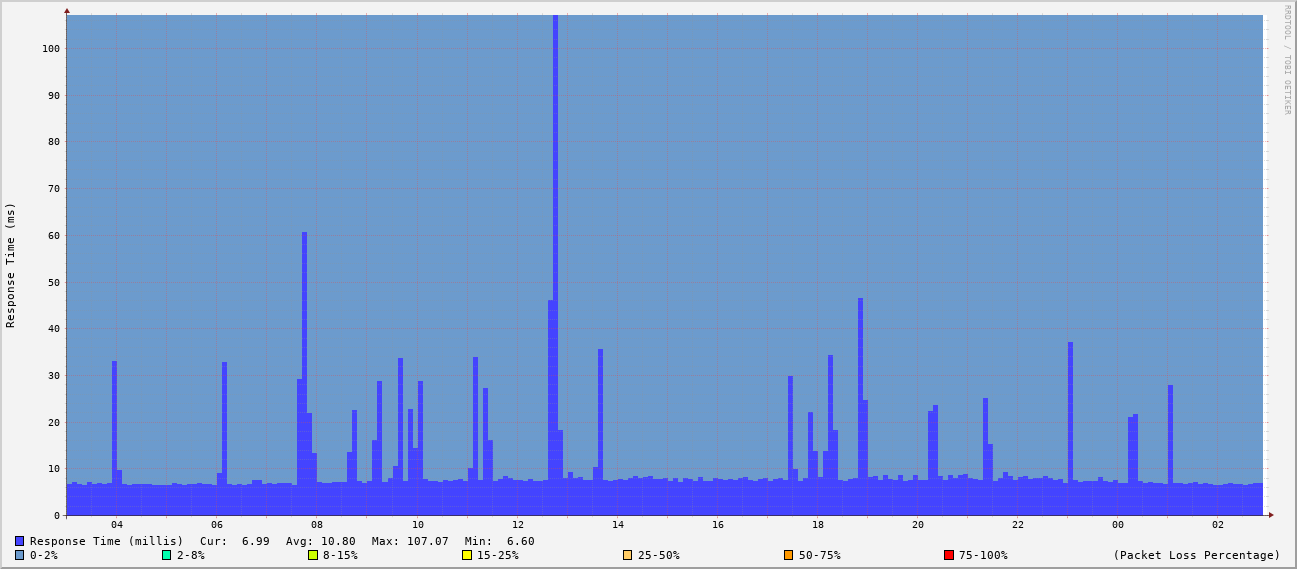 RRDTOOL / TOBI OETIKER
Response Time (ms)
100
90
80
70
60
50
40
30
20
10
0
04 06 08 10 12 14 16 18 20 22 00 02
Response Time (millis) Cur: 6.99 Avg: 10.80 Max: 107.07 Min: 6.60
0-2% 2-8% 8-15% 15-25% 25-50% 50-75% 75-100% (Packet Loss Percentage)